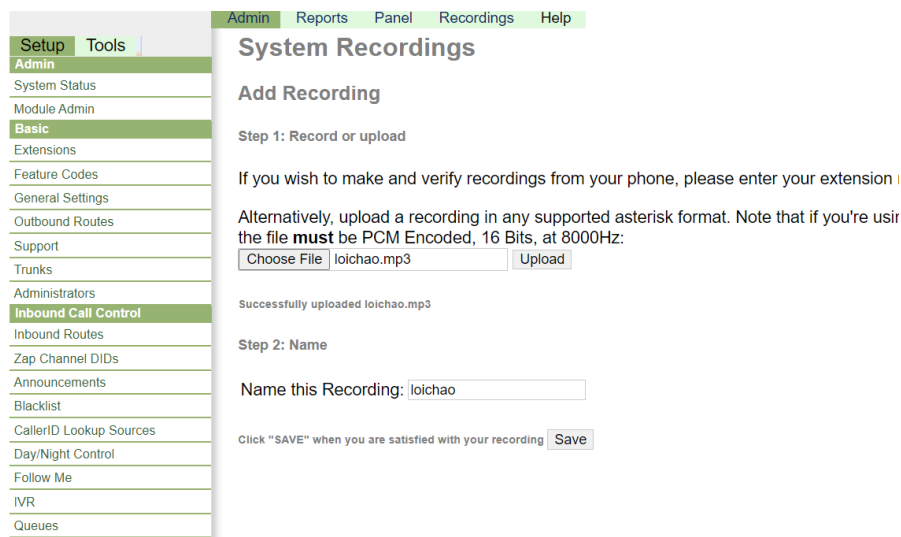 Admin Reports Panel Recordings Help
Setup Tools
Admin
System Status
Module Admin
Basic
Extensions
Feature Codes
General Settings
Outbound Routes
Support
Trunks
Administrators
Inbound Call Control
Inbound Routes
Zap Channel DIDs
Announcements
Blacklist
CallerID Lookup Sources
Day/Night Control
Follow Me
IVR
Queues
System Recordings
Add Recording
Step 1: Record or upload
If you wish to make and verify recordings from your phone, please enter your extension
Alternatively, upload a recording in any supported asterisk format. Note that if you're
the file must be PCM Encoded, 16 Bits, at 8000Hz:
Choose File loichao.mp3 Upload
Successfully uploaded loichao.mp3
Step 2: Name
Name this Recording: loichao
Click "SAVE" when you are satisfied with your recording Save